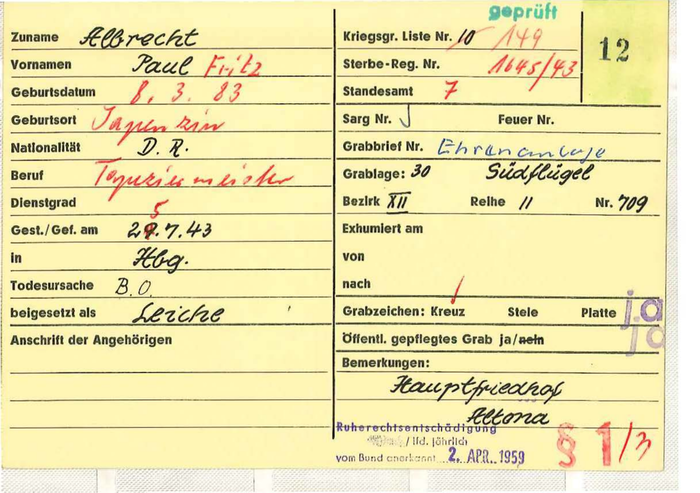 geprüft
12
Zuname Albrecht
Vornamen Paul Fritz
Geburtsdatum 8. 3. 83
Geburtsort
Nationalität D. R.
Beruf Tapeziermeister
Dienstgrad
Gest./Gef. am 25.7.43
in Hbg.
Todesursache B.O.
beigesetzt als Leiche
Anschrift der Angehörigen
Kriegsgr. Liste Nr. 10 / 149
Sterbe-Reg. Nr. 1645/43
Standesamt 7
Sarg Nr. Feuer Nr.
Grabbrief Nr. Ehrenanlage
Grablage: 30 Südflügel
Bezirk XII Reihe 11 Nr. 709
Exhumiert am
von
nach
Grabzeichen: Kreuz Stele Platte ja
Öffentl. gepflegtes Grab ja/nein ja
Bemerkungen:
Hauptfriedhof
Altona
Ruherechtsentschädigung
/ lfd. jährlich
vom Bund anerkannt 2. APR. 1959
§ 1/3